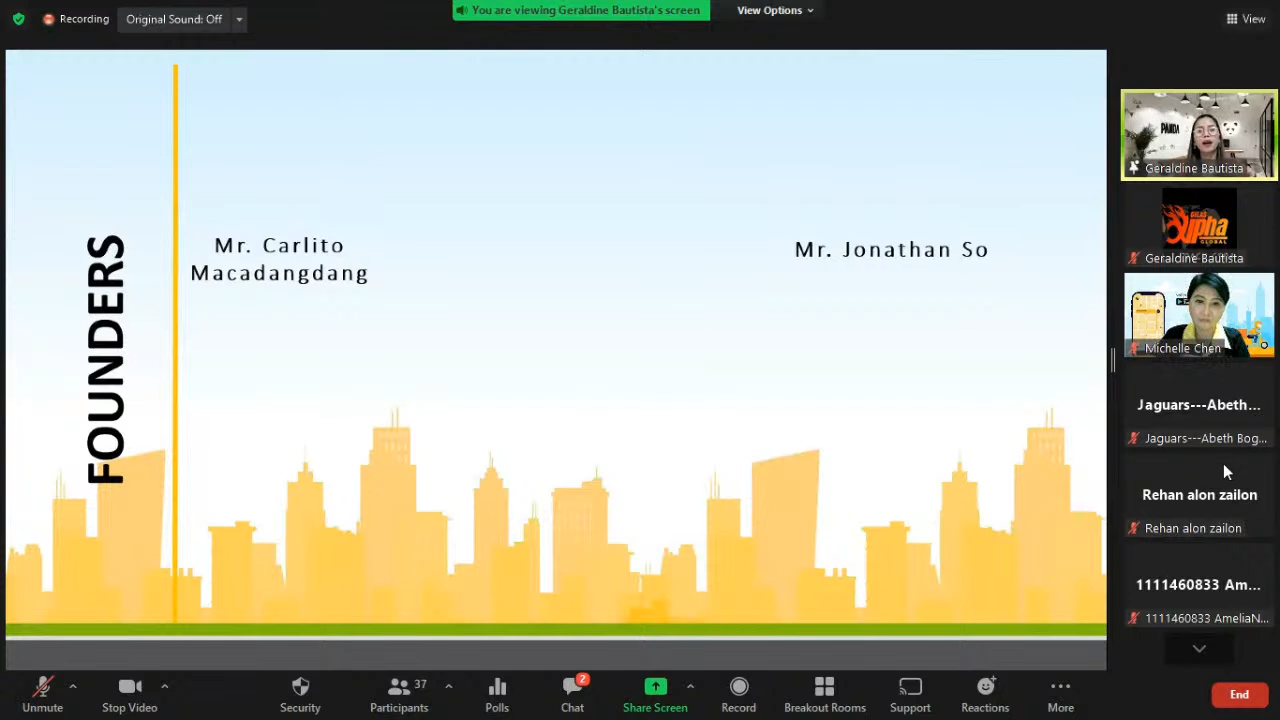 Recording
Original Sound: Off
You are viewing Geraldine Bautista's screen
View Options
View
FOUNDERS
Mr. Carlito
Macadangdang
Mr. Jonathan So
PANDA
Geraldine Bautista
GILAS
GLOBAL
Geraldine Bautista
Michelle Chen
Jaguars---Abeth...
Jaguars---Abeth Bog...
Rehan alon zailon
Rehan alon zailon
1111460833 Am...
1111460833 AmeliaN...
Unmute
Stop Video
Security
37
Participants
Polls
2
Chat
Share Screen
Record
Breakout Rooms
Support
Reactions
More
End